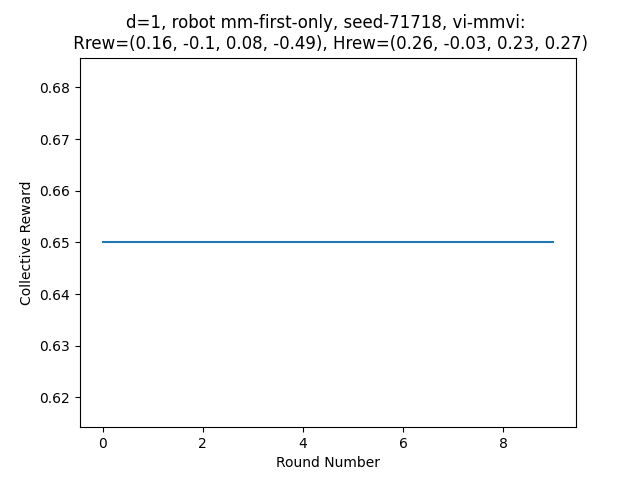 d=1, robot mm-first-only, seed-71718, vi-mmvi:
Rrew=(0.16, -0.1, 0.08, -0.49), Hrew=(0.26, -0.03, 0.23, 0.27)
0.68
0.67
0.66
0.65
0.64
0.63
0.62
Collective Reward
0 2 4 6 8
Round Number